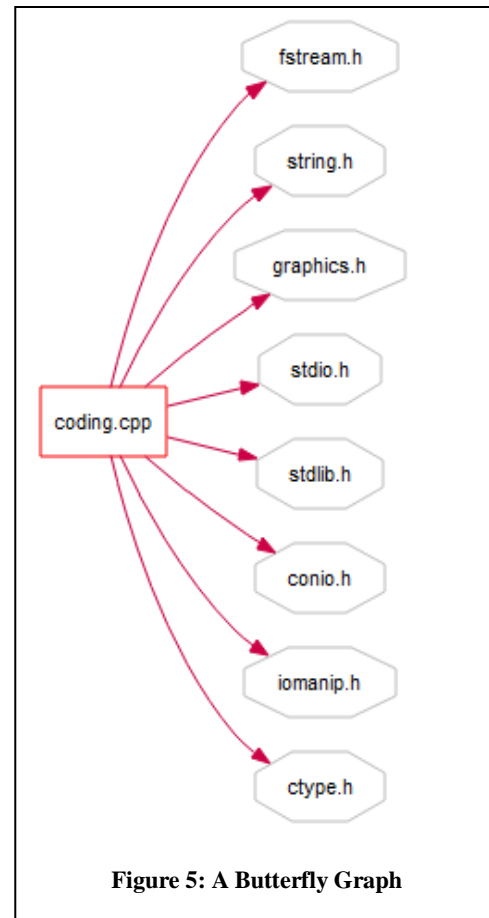 fstream.h
string.h
graphics.h
stdio.h
coding.cpp
stdlib.h
conio.h
iomanip.h
ctype.h
Figure 5: A Butterfly Graph